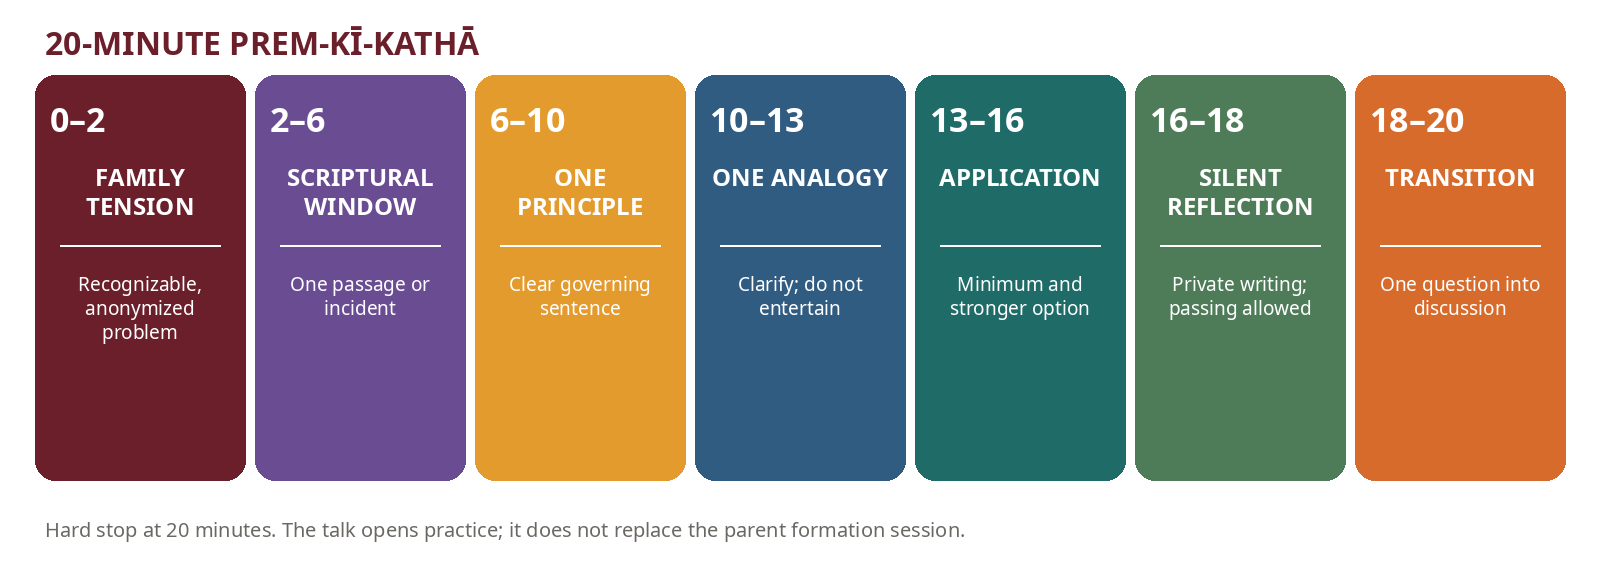 20-MINUTE PREM-KĪ-KATHĀ
0–2
FAMILY
TENSION
Recognizable,
anonymized
problem
2–6
SCRIPTURAL
WINDOW
One passage or
incident
6–10
ONE
PRINCIPLE
Clear governing
sentence
10–13
ONE ANALOGY
Clarify; do not
entertain
13–16
APPLICATION
Minimum and
stronger option
16–18
SILENT
REFLECTION
Private writing;
passing allowed
18–20
TRANSITION
One question into
discussion
Hard stop at 20 minutes. The talk opens practice; it does not replace the parent formation session.